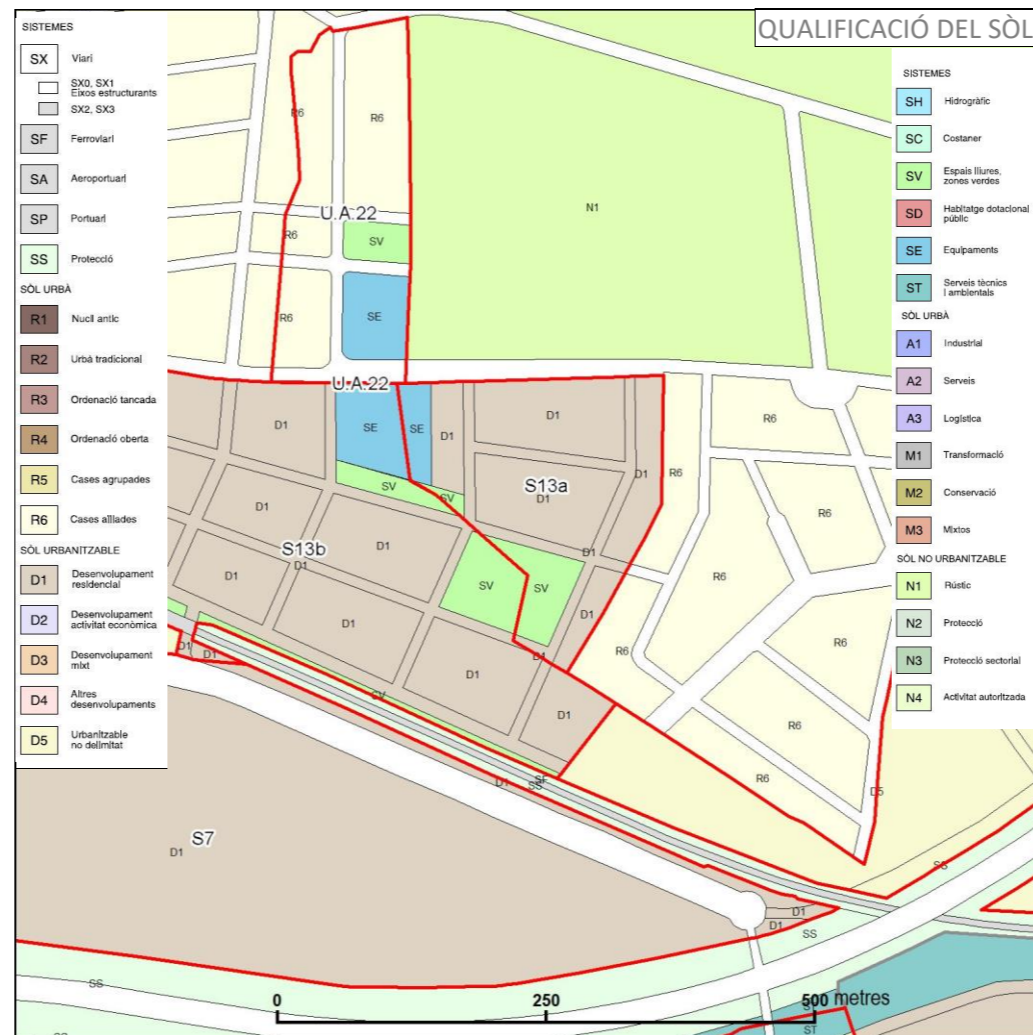 QUALIFICACIÓ DEL SÒL
SISTEMES
SX Viari
SX0, SX1
Eixos estructurants
SX2, SX3
SF Ferroviari
SA Aeroportuari
SP Portuari
SS Protecció
SÒL URBÀ
R1 Nucli antic
R2 Urbà tradicional
R3 Ordenació tancada
R4 Ordenació oberta
R5 Cases agrupades
R6 Cases aïllades
SÒL URBANITZABLE
D1 Desenvolupament
residencial
D2 Desenvolupament
activitat econòmica
D3 Desenvolupament
mixt
D4 Altres
desenvolupaments
D5 Urbanitzable
no delimitat
SISTEMES
SH Hidrogràfic
SC Costaner
SV Espais lliures,
zones verdes
SD Habitatge dotacional
públic
SE Equipaments
ST Serveis tècnics
i ambientals
SÒL URBÀ
A1 Industrial
A2 Serveis
A3 Logística
M1 Transformació
M2 Conservació
M3 Mixtos
SÒL NO URBANITZABLE
N1 Rústic
N2 Protecció
N3 Protecció sectorial
N4 Activitat autoritzada
R6
R6
N1
U.A.22
R6
SV
R6
SE
U.A.22
D1
SE
SE
D1
D1
R6
D1
R6
SV
SV
S13a
D1
D1
R6
S13b
D1
D1
D1
D1
SV
SV
D1
R6
D1
R6
D1
D1
D1
D1
R6
D1
SV
D1
R6
D1
SF
SS
R6
D5
S7
D1
SS
D1
D1
SS
SS
SS
ST
0 250 500 metres